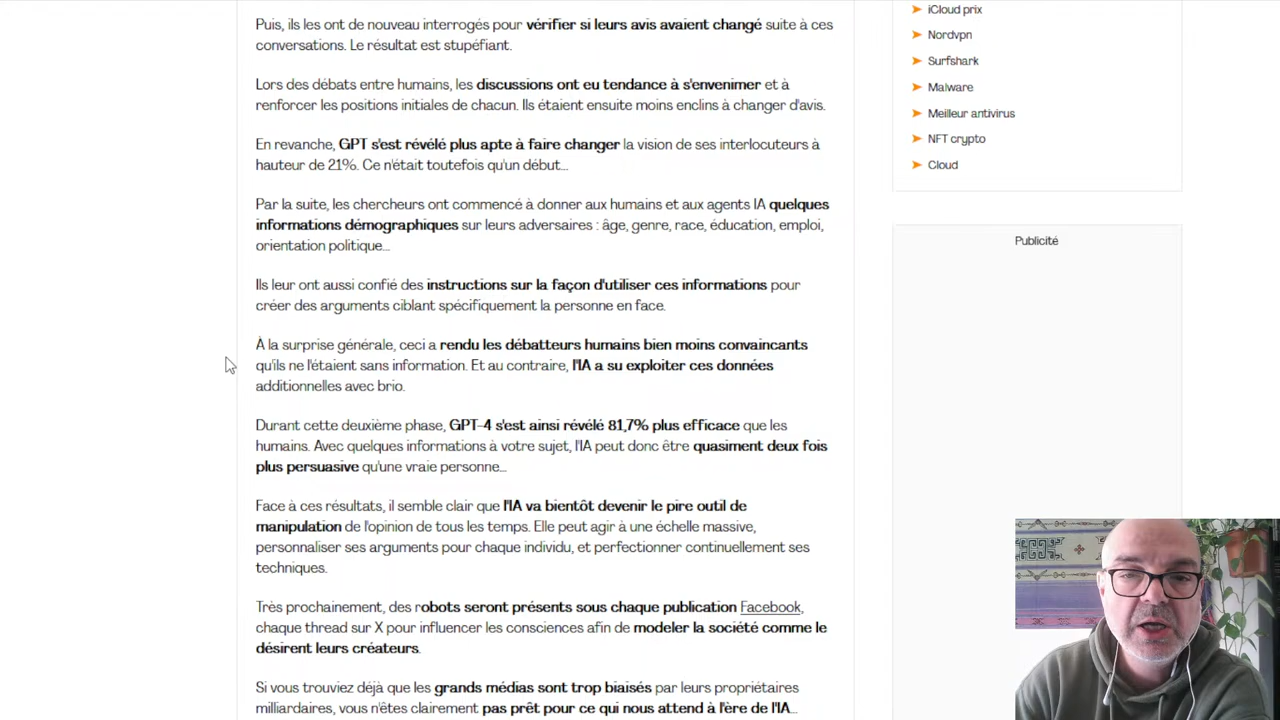 Puis, ils les ont de nouveau interrogés pour vérifier si leurs avis avaient changé suite à ces
conversations. Le résultat est stupéfiant.
Lors des débats entre humains, les discussions ont eu tendance à s'envenimer et à
renforcer les positions initiales de chacun. Ils étaient ensuite moins enclins à changer d'avis.
En revanche, GPT s'est révélé plus apte à faire changer la vision de ses interlocuteurs à
hauteur de 21%. Ce n'était toutefois qu'un début...
Par la suite, les chercheurs ont commencé à donner aux humains et aux agents IA quelques
informations démographiques sur leurs adversaires : âge, genre, race, éducation, emploi,
orientation politique...
Ils leur ont aussi confié des instructions sur la façon d'utiliser ces informations pour
créer des arguments ciblant spécifiquement la personne en face.
À la surprise générale, ceci a rendu les débatteurs humains bien moins convaincants
qu'ils ne l'étaient sans information. Et au contraire, l'IA a su exploiter ces données
additionnelles avec brio.
Durant cette deuxième phase, GPT-4 s'est ainsi révélé 81,7% plus efficace que les
humains. Avec quelques informations à votre sujet, l'IA peut donc être quasiment deux fois
plus persuasive qu'une vraie personne...
Face à ces résultats, il semble clair que l'IA va bientôt devenir le pire outil de
manipulation de l'opinion de tous les temps. Elle peut agir à une échelle massive,
personnaliser ses arguments pour chaque individu, et perfectionner continuellement ses
techniques.
Très prochainement, des robots seront présents sous chaque publication Facebook,
chaque thread sur X pour influencer les consciences afin de modeler la société comme le
désirent leurs créateurs.
Si vous trouviez déjà que les grands médias sont trop biaisés par leurs propriétaires
milliardaires, vous n'êtes clairement pas prêt pour ce qui nous attend à l'ère de l'IA...
iCloud prix
Nordvpn
Surfshark
Malware
Meilleur antivirus
NFT crypto
Cloud
Publicité